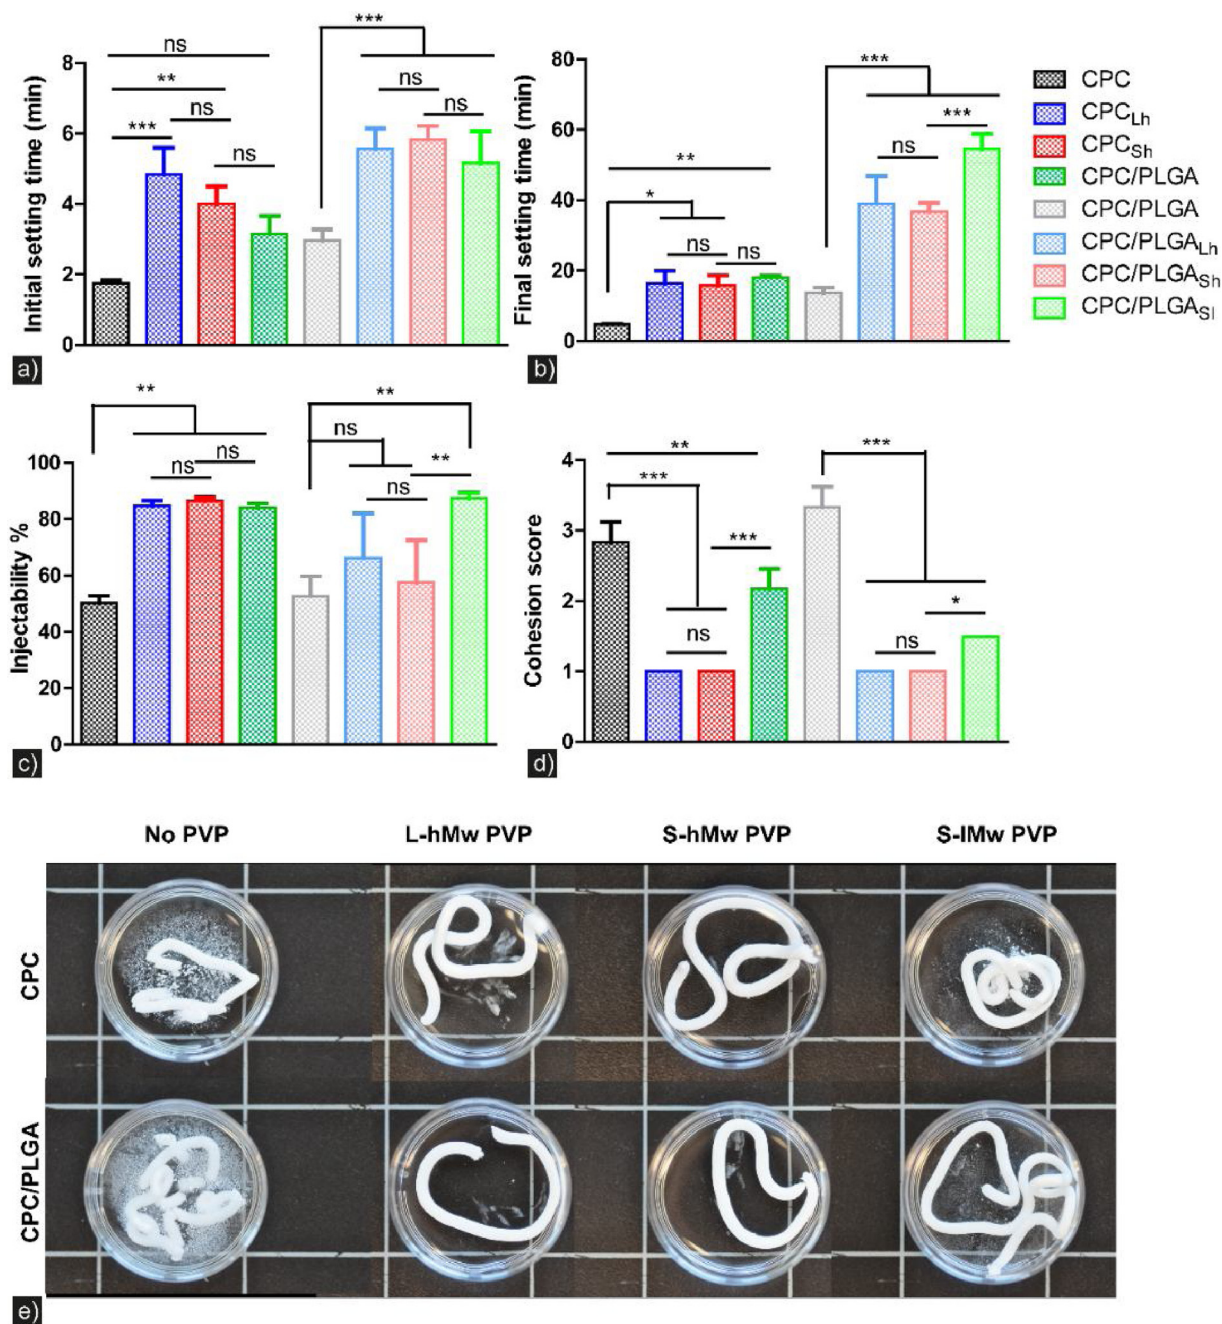 ***
ns
**
ns
***
ns
ns
ns
8
6
4
2
0
Initial setting time (min)
a)
***
***
ns
**
*
ns
ns
80
60
40
20
0
Final setting time (min)
b)
CPC
CPCLh
CPCSh
CPC/PLGA
CPC/PLGA
CPC/PLGALh
CPC/PLGASh
CPC/PLGASl
**
ns
ns
**
ns
**
ns
100
80
60
40
20
0
Injectability %
c)
**
***
***
ns
***
*
ns
4
3
2
1
0
Cohesion score
d)
No PVP
L-hMw PVP
S-hMw PVP
S-lMw PVP
CPC
CPC/PLGA
e)